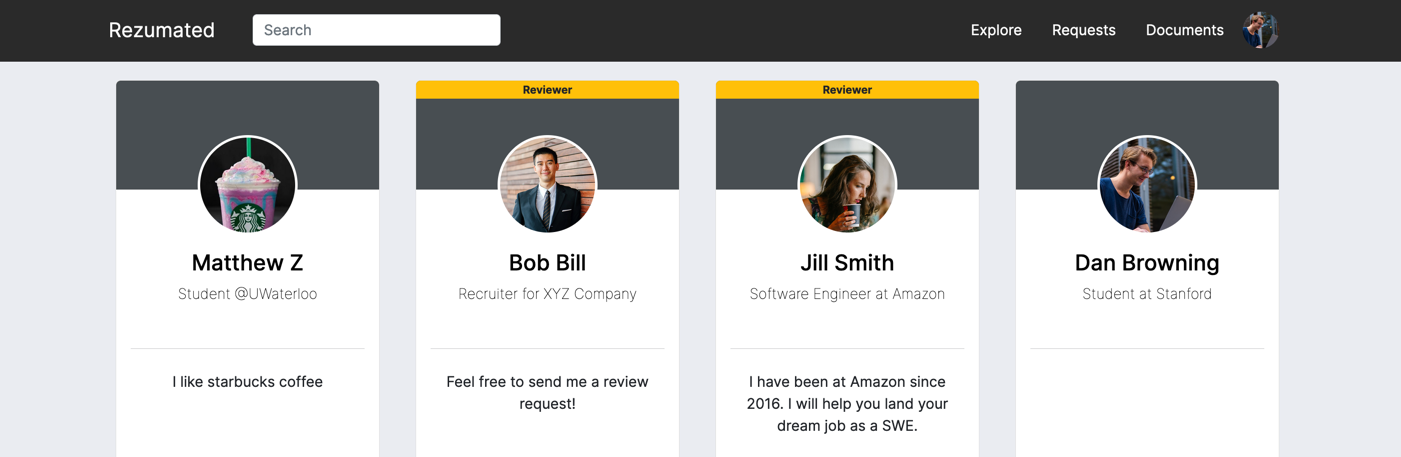 Rezumated
Search
Explore
Requests
Documents
Matthew Z
Student @UWaterloo
I like starbucks coffee
Reviewer
Bob Bill
Recruiter for XYZ Company
Feel free to send me a review
request!
Reviewer
Jill Smith
Software Engineer at Amazon
I have been at Amazon since
2016. I will help you land your
dream job as a SWE.
Dan Browning
Student at Stanford